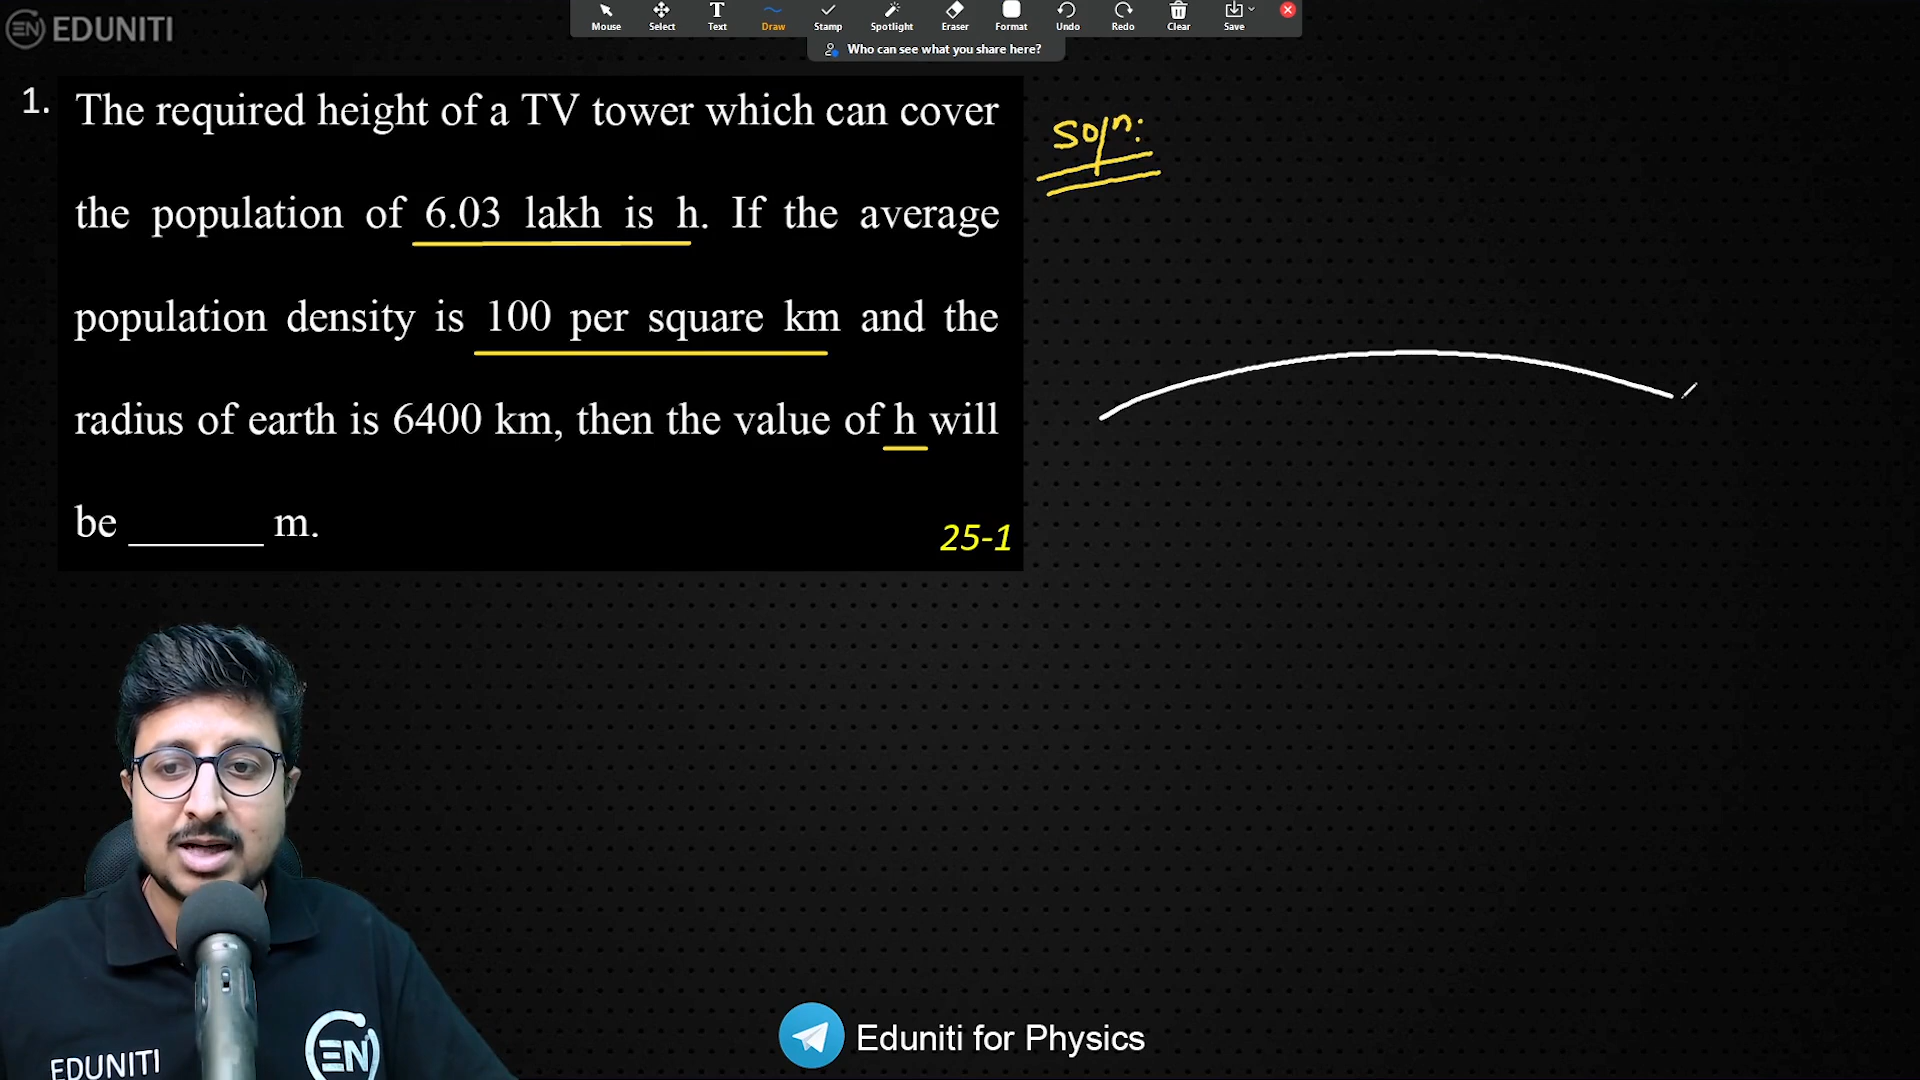 EN EDUNITI
Mouse Select Text Draw Stamp Spotlight Eraser Format Undo Redo Clear Save
Who can see what you share here?
1. The required height of a TV tower which can cover
the population of 6.03 lakh is h. If the average
population density is 100 per square km and the
radius of earth is 6400 km, then the value of h will
be _______ m.
25-1
Soln:
EDUNITI
EN
Eduniti for Physics